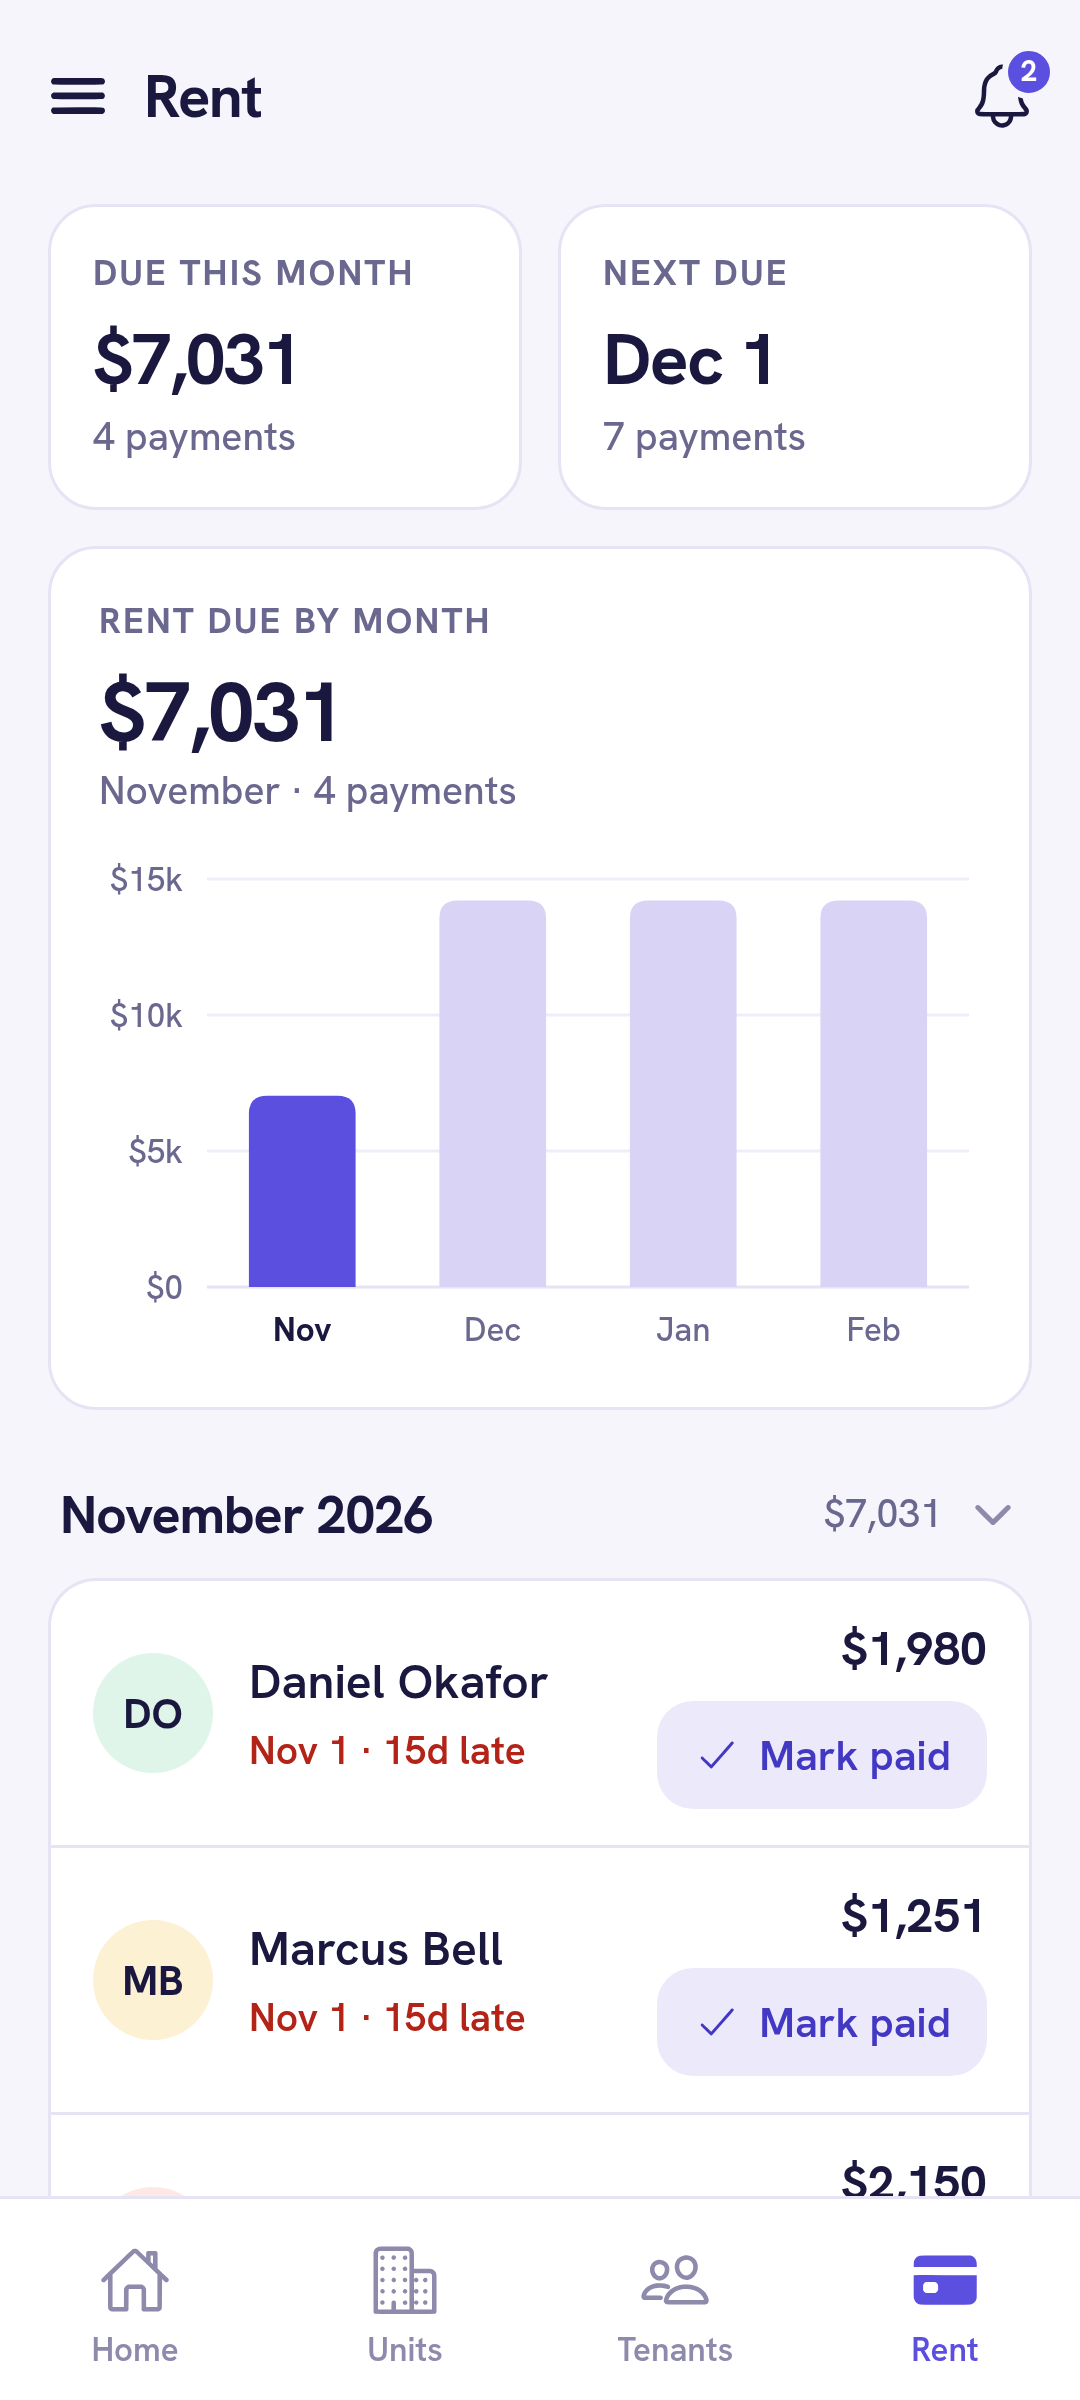 Rent
2
DUE THIS MONTH
$7,031
4 payments
NEXT DUE
Dec 1
7 payments
RENT DUE BY MONTH
$7,031
November · 4 payments
$15k
$10k
$5k
$0
Nov
Dec
Jan
Feb
November 2026
$7,031
DO
Daniel Okafor
Nov 1 · 15d late
$1,980
Mark paid
MB
Marcus Bell
Nov 1 · 15d late
$1,251
Mark paid
$2,150
Home
Units
Tenants
Rent